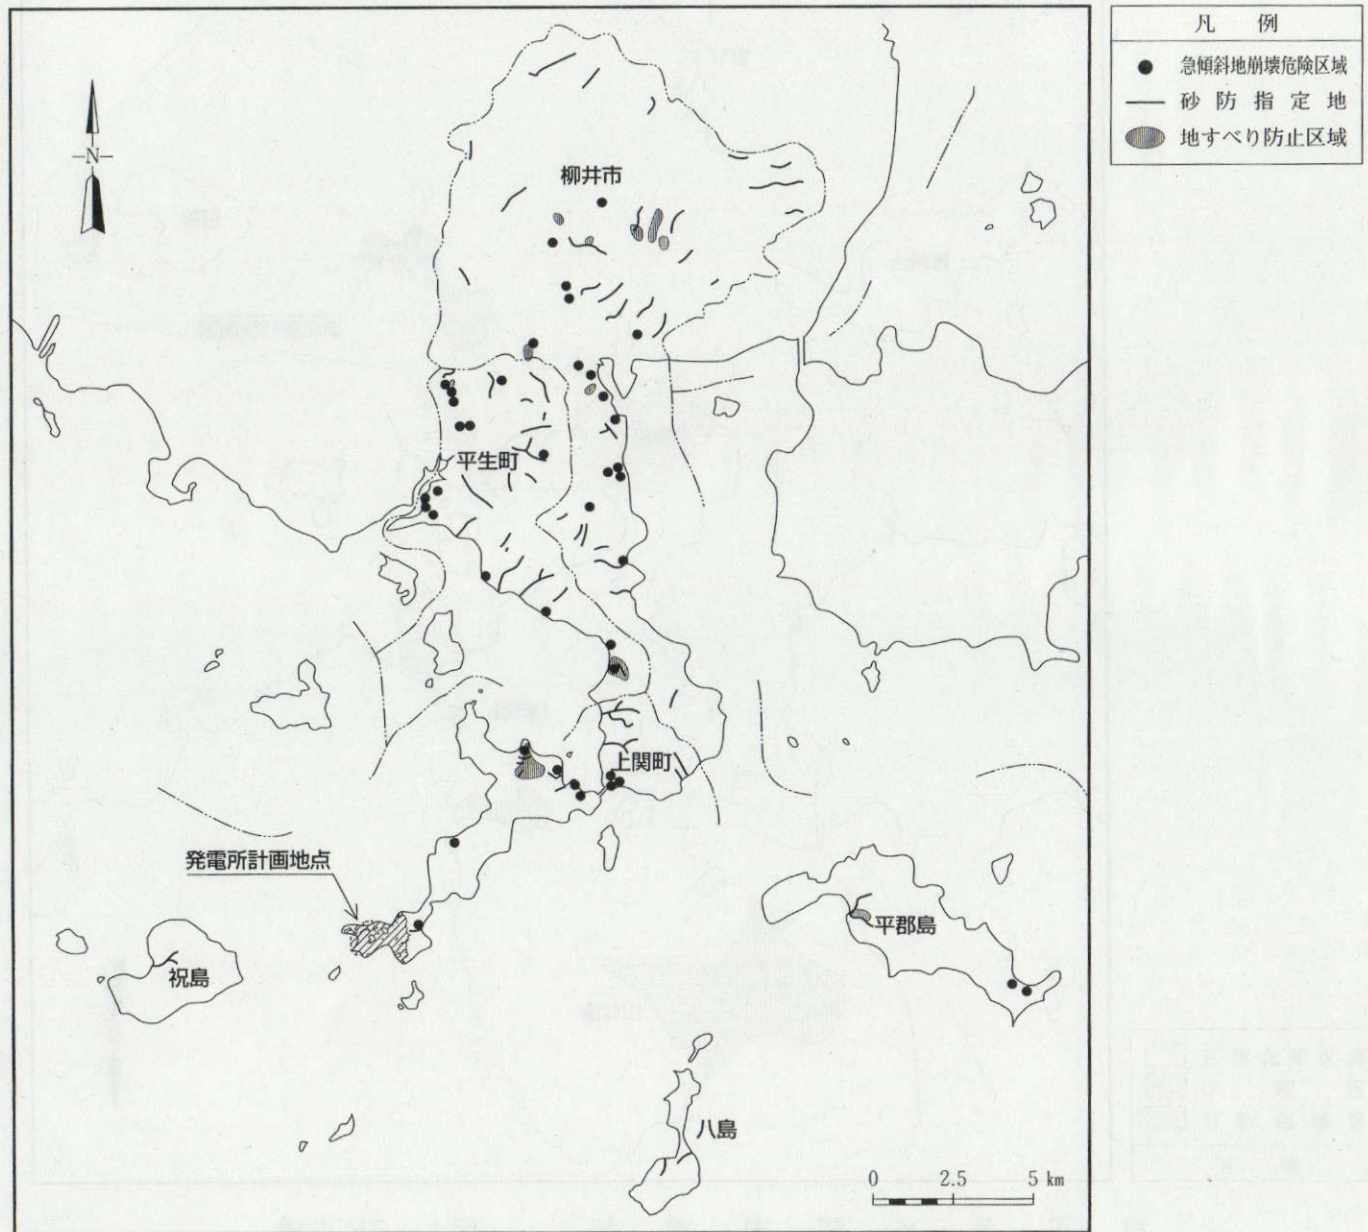 凡 例
急傾斜地崩壊危険区域
砂防指定地
地すべり防止区域
N
柳井市
平生町
上関町
発電所計画地点
平郡島
祝島
八島
0 2.5 5 km